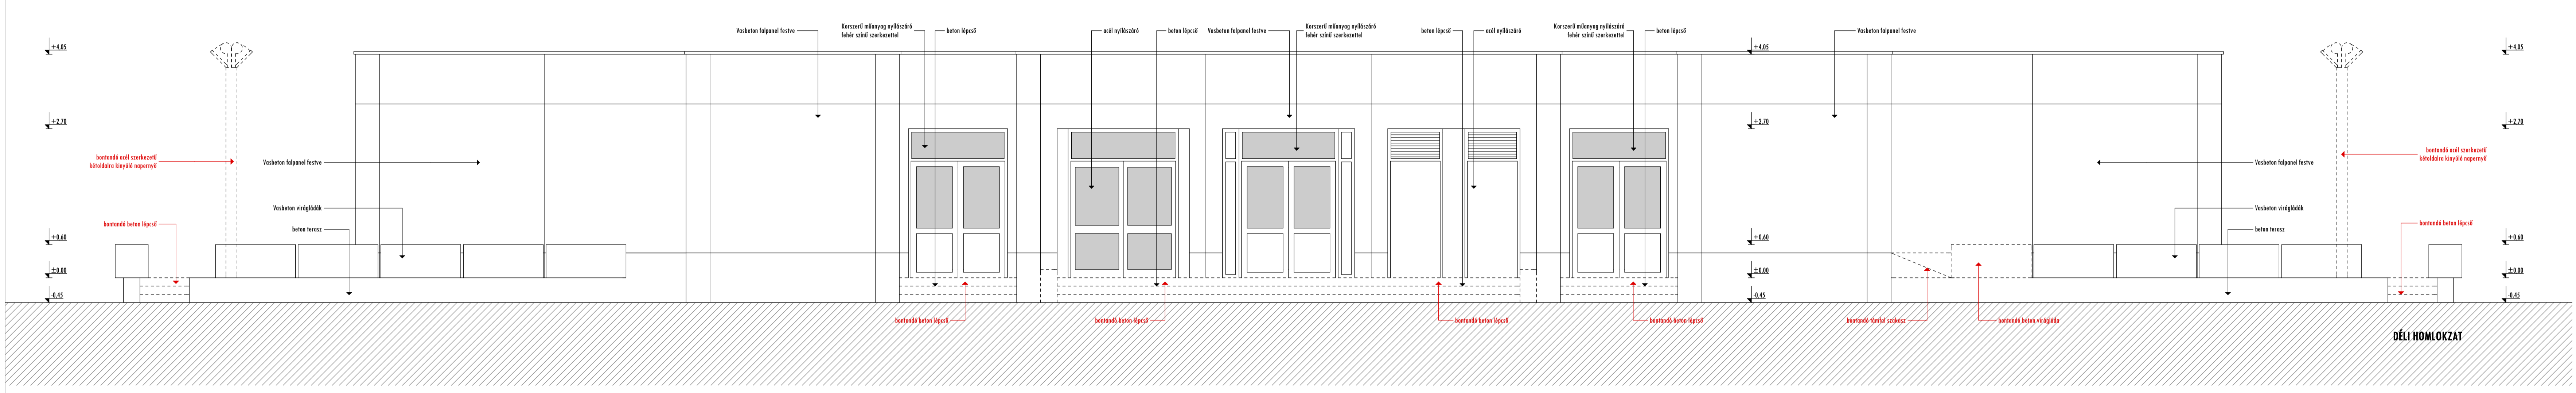 Vasbeton falpanel festve
Korszerű műanyag nyílászáró
fehér színű szerkezettel
beton lépcső
acél nyílászáró
beton lépcső
Vasbeton falpanel festve
Korszerű műanyag nyílászáró
fehér színű szerkezettel
beton lépcső
acél nyílászáró
Korszerű műanyag nyílászáró
fehér színű szerkezettel
beton lépcső
Vasbeton falpanel festve
+4.05
+4.05
+4.05
+2.70
+2.70
+2.70
bontandó acél szerkezetű
kétoldalra kinyúló napernyő
Vasbeton falpanel festve
Vasbeton falpanel festve
bontandó acél szerkezetű
kétoldalra kinyúló napernyő
Vasbeton virágládák
Vasbeton virágládák
bontandó beton lépcső
beton terasz
beton terasz
bontandó beton lépcső
+0.60
+0.60
+0.60
±0.00
±0.00
±0.00
-0.45
-0.45
-0.45
bontandó beton lépcső
bontandó beton lépcső
bontandó beton lépcső
bontandó beton lépcső
bontandó támfal szakasz
bontandó beton virágláda
DÉLI HOMLOKZAT